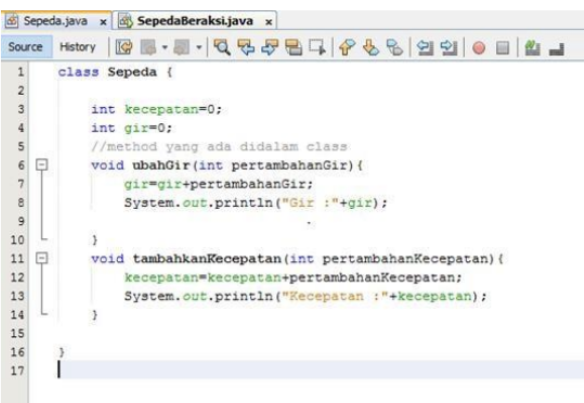 Sepeda.java x SepedaBeraksi.java x
Source History
1 class Sepeda {
2
3 int kecepatan=0;
4 int gir=0;
5 //method yang ada didalam class
6 void ubahGir(int pertambahanGir){
7 gir=gir+pertambahanGir;
8 System.out.println("Gir :"+gir);
9
10 }
11 void tambahkanKecepatan(int pertambahanKecepatan){
12 kecepatan=kecepatan+pertambahanKecepatan;
13 System.out.println("Kecepatan :"+kecepatan);
14 }
15
16 }
17